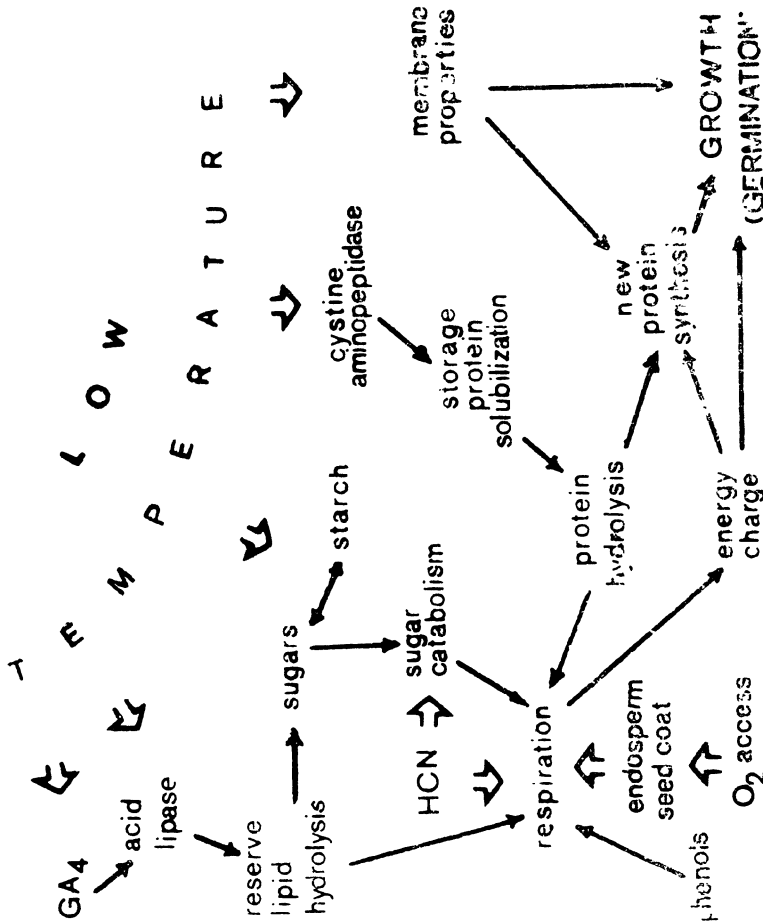 LOW
TEMPERATURE
GA4
acid
lipase
reserve
lipid
hydrolysis
sugars
starch
cystine
aminopeptidase
membrane
properties
HCN
sugar
catabolism
storage
protein
solubilization
respiration
protein
hydrolysis
new
protein
synthesis
GROWTH
(GERMINATION)
endosperm
seed coat
energy
charge
phenols
O2 access